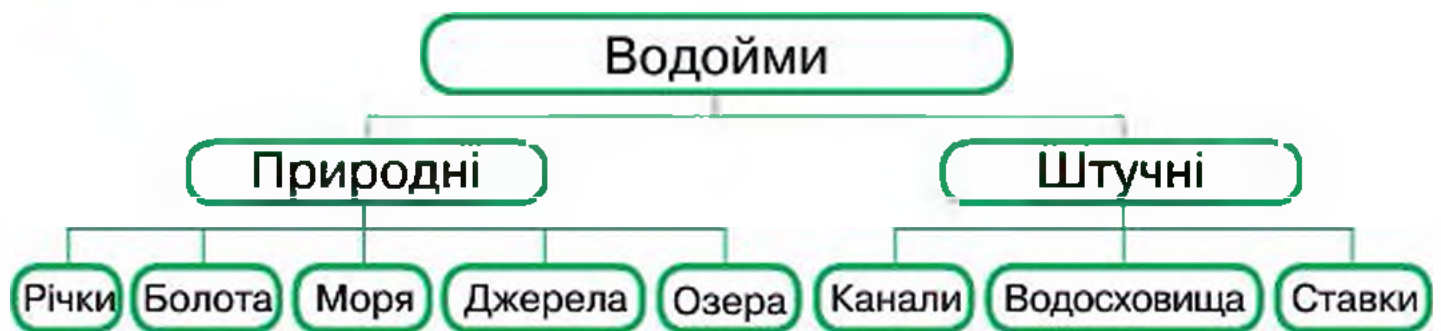 Водойми
Природні Штучні
Річки Болота Моря Джерела Озера Канали Водосховища Ставки